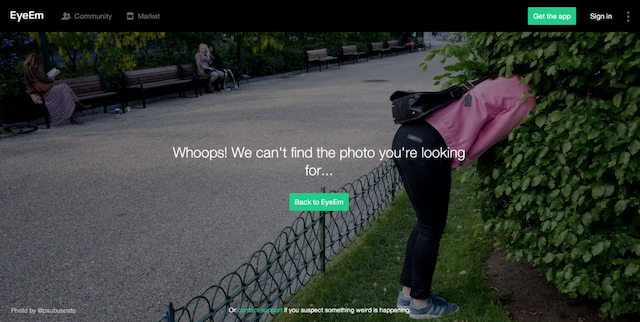 EyeEm Community Market Get the app Sign in
Whoops! We can't find the photo you're looking
for...
Back to EyeEm
Photo by @paubuscato
Or contact support if you suspect something weird is happening.